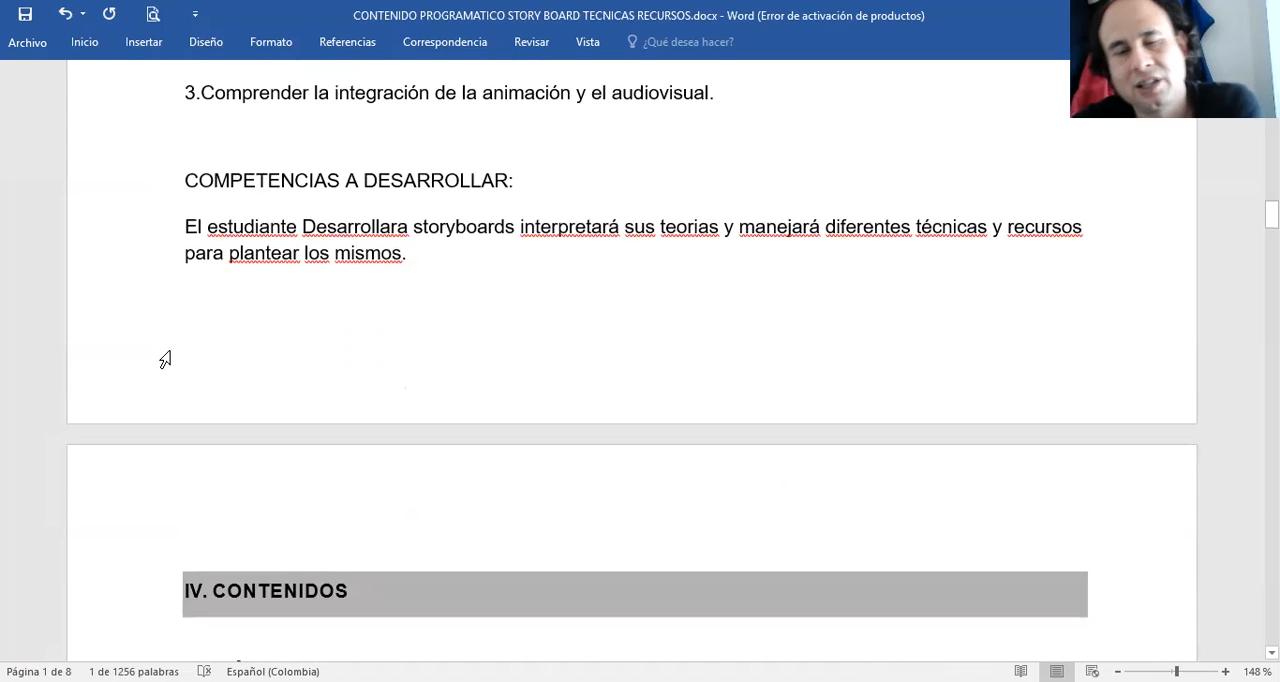 CONTENIDO PROGRAMATICO STORY BOARD TECNICAS RECURSOS.docx - Word (Error de activación de productos)
Archivo Inicio Insertar Diseño Formato Referencias Correspondencia Revisar Vista ¿Qué desea hacer?
3.Comprender la integración de la animación y el audiovisual.
COMPETENCIAS A DESARROLLAR:
El estudiante Desarrollara storyboards interpretará sus teorias y manejará diferentes técnicas y recursos
para plantear los mismos.
IV. CONTENIDOS
Página 1 de 8 1 de 1256 palabras Español (Colombia) 148 %